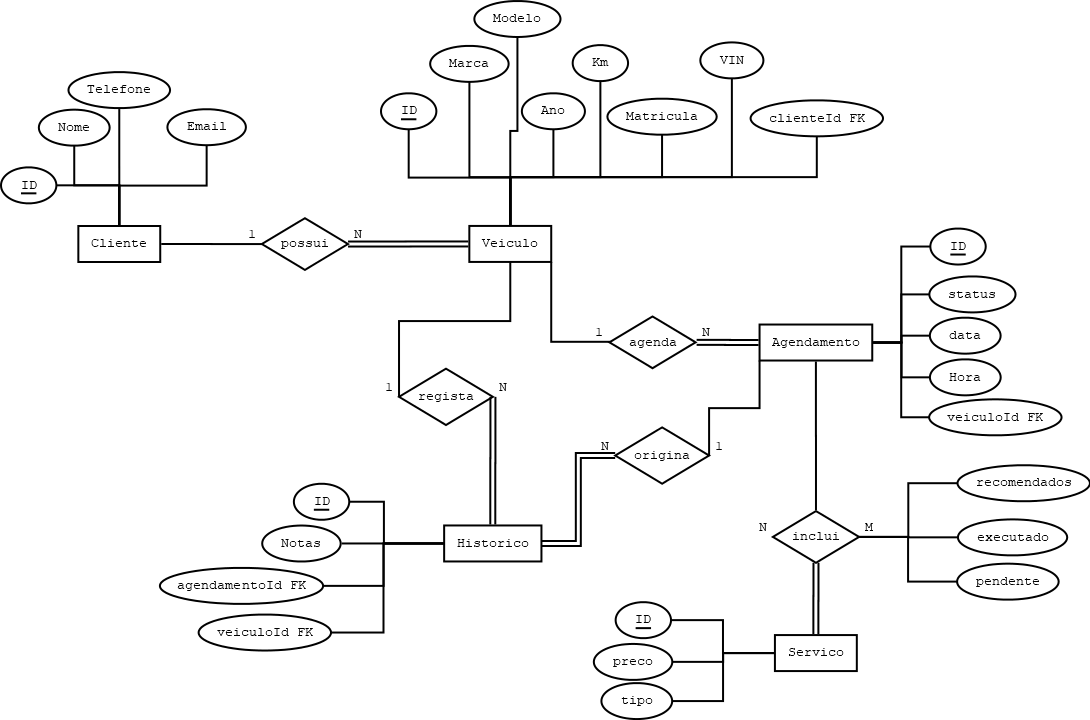 Modelo
Marca
Km
VIN
Telefone
ID
Ano
Matricula
clienteId FK
Nome
Email
ID
Cliente
1
possui
N
Veiculo
ID
status
1
agenda
N
Agendamento
data
Hora
1
regista
N
veiculoId FK
N
origina
1
ID
recomendados
Notas
Historico
N
inclui
M
executado
agendamentoId FK
pendente
veiculoId FK
ID
Servico
preco
tipo